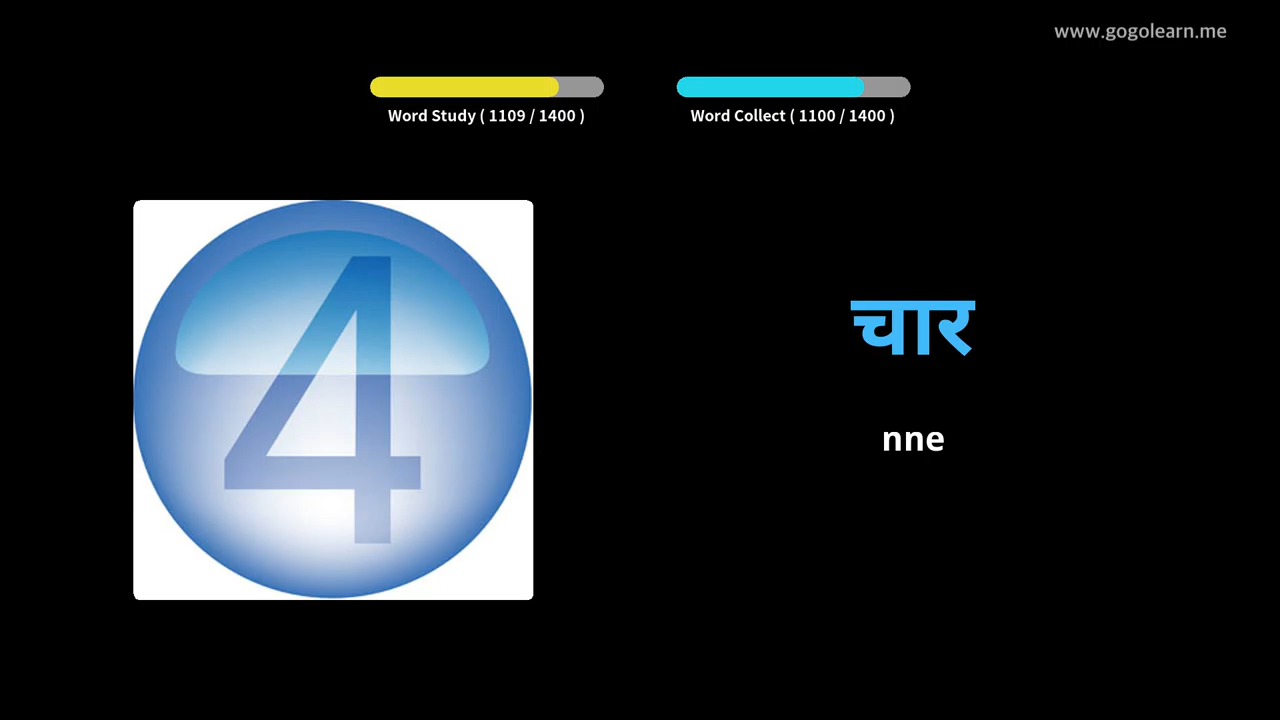 www.gogolearn.me
Word Study ( 1109 / 1400 )
Word Collect ( 1100 / 1400 )
4
चार
nne